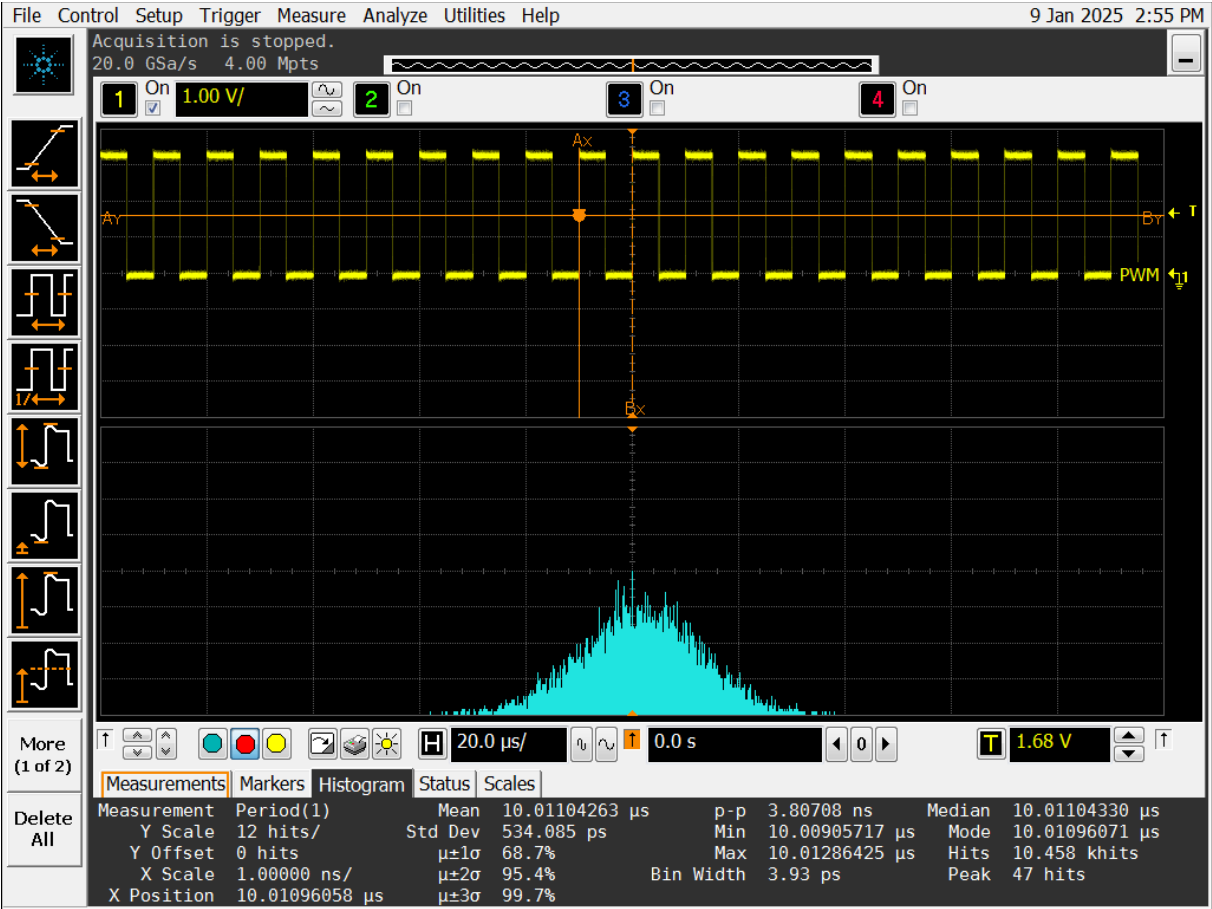 File Control Setup Trigger Measure Analyze Utilities Help 9 Jan 2025 2:55 PM
Acquisition is stopped.
20.0 GSa/s 4.00 Mpts
1 On 1.00 V/ 2 On 3 On 4 On
Ax
AY BY T
PWM 1
1/
Bx
More
(1 of 2)
Delete
All
H 20.0 µs/ 0.0 s 0 T 1.68 V
Measurements Markers Histogram Status Scales
Measurement Period(1) Mean 10.01104263 µs p-p 3.80708 ns Median 10.01104330 µs
Y Scale 12 hits/ Std Dev 534.085 ps Min 10.00905717 µs Mode 10.01096071 µs
Y Offset 0 hits µ±1σ 68.7% Max 10.01286425 µs Hits 10.458 khits
X Scale 1.00000 ns/ µ±2σ 95.4% Bin Width 3.93 ps Peak 47 hits
X Position 10.01096058 µs µ±3σ 99.7%